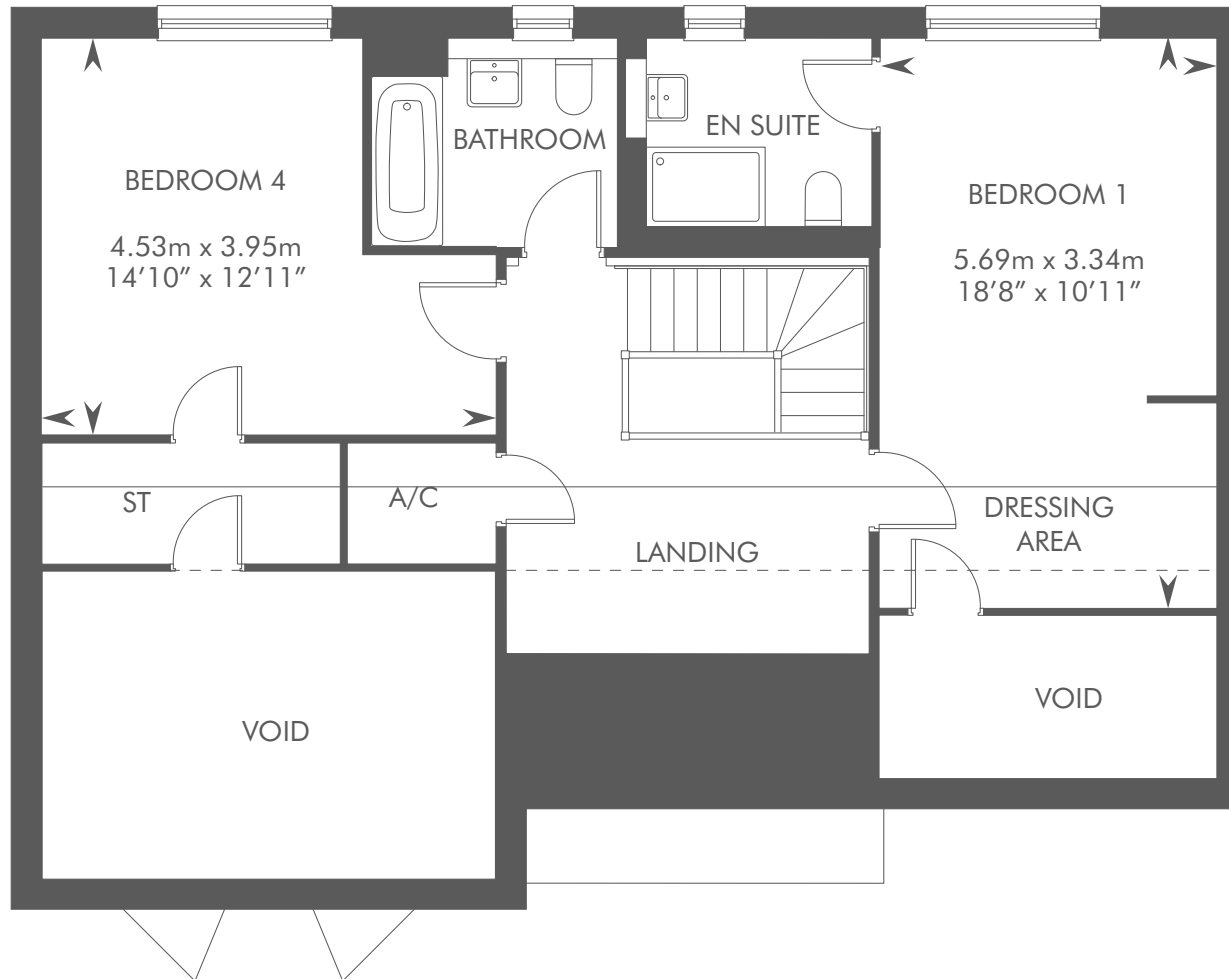 BATHROOM
EN SUITE
BEDROOM 4
4.53m x 3.95m
14’10” x 12’11”
BEDROOM 1
5.69m x 3.34m
18’8” x 10’11”
ST
A/C
LANDING
DRESSING
AREA
VOID
VOID